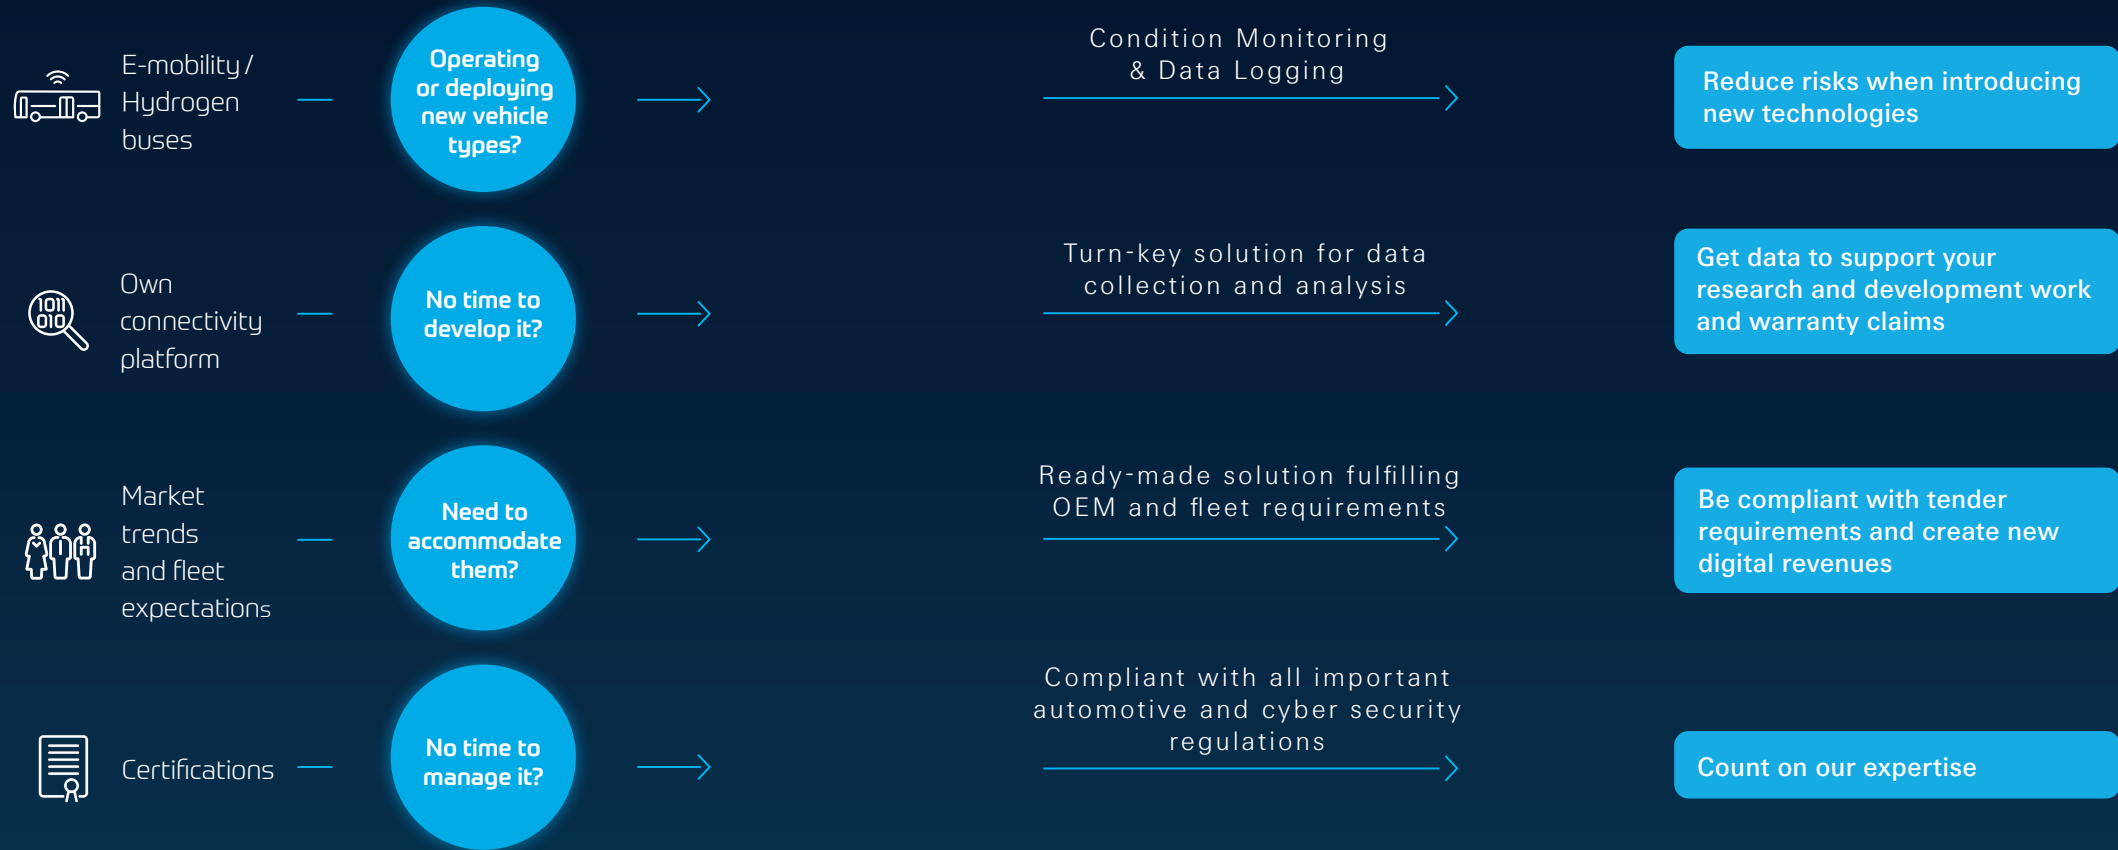 E-mobility /
Hydrogen
buses
Operating
or deploying
new vehicle
types?
Condition Monitoring
& Data Logging
Reduce risks when introducing
new technologies
1011
010
Own
connectivity
platform
No time to
develop it?
Turn-key solution for data
collection and analysis
Get data to support your
research and development work
and warranty claims
Market
trends
and fleet
expectations
Need to
accommodate
them?
Ready-made solution fulfilling
OEM and fleet requirements
Be compliant with tender
requirements and create new
digital revenues
Certifications
No time to
manage it?
Compliant with all important
automotive and cyber security
regulations
Count on our expertise